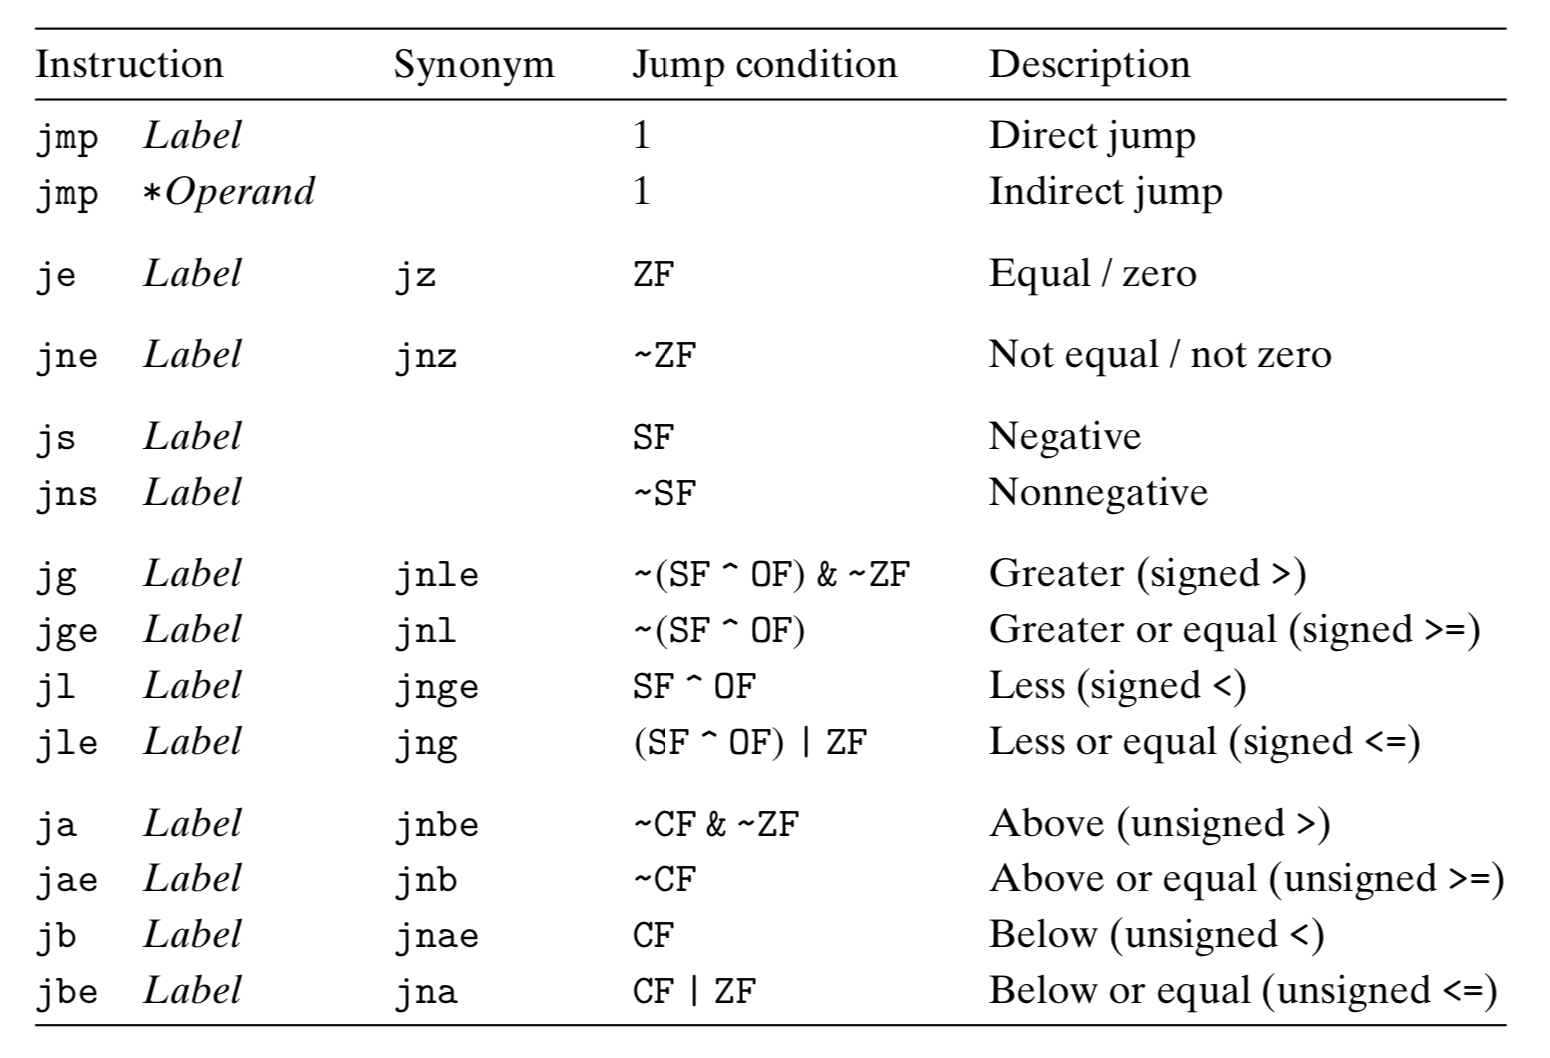 Instruction Synonym Jump condition Description
jmp Label 1 Direct jump
jmp *Operand 1 Indirect jump
je Label jz ZF Equal / zero
jne Label jnz ~ZF Not equal / not zero
js Label SF Negative
jns Label ~SF Nonnegative
jg Label jnle ~(SF ^ OF) & ~ZF Greater (signed >)
jge Label jnl ~(SF ^ OF) Greater or equal (signed >=)
jl Label jnge SF ^ OF Less (signed <)
jle Label jng (SF ^ OF) | ZF Less or equal (signed <=)
ja Label jnbe ~CF & ~ZF Above (unsigned >)
jae Label jnb ~CF Above or equal (unsigned >=)
jb Label jnae CF Below (unsigned <)
jbe Label jna CF | ZF Below or equal (unsigned <=)